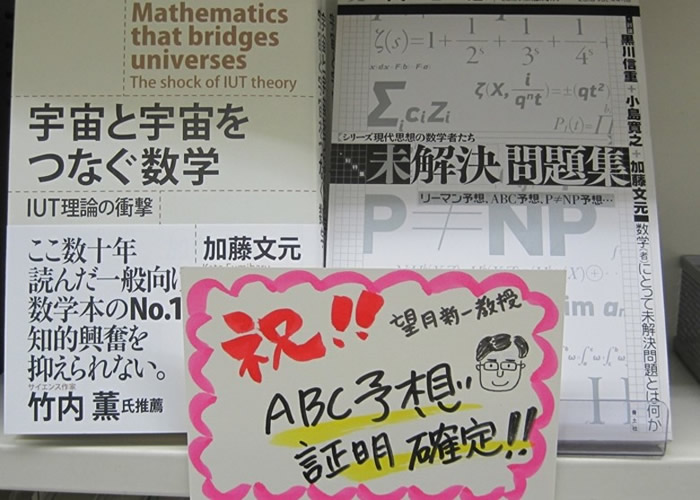 Mathematics
that bridges
universes
The shock of IUT theory
宇宙と宇宙を
つなぐ数学
IUT理論の衝撃
加藤文元
ここ数十年
読んだ一般向け
数学本のNo.1
知的興奮を
抑えられない。
サイエンス作家
竹内 薫氏推薦
黒川信重+小島寛之+加藤文元
数学〈者〉にとって未解決問題とは何か
シリーズ現代思想の数学者たち
未解決問題集
リーマン予想、ABC予想、P≠NP予想…
P≠NP
祝!!
望月新一教授
ABC予想
証明確定!!